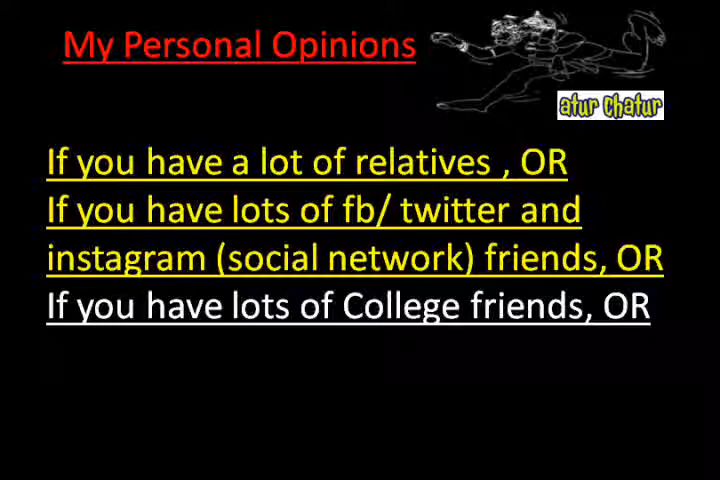 My Personal Opinions
atur chatur
If you have a lot of relatives , OR
If you have lots of fb/ twitter and
instagram (social network) friends, OR
If you have lots of College friends, OR